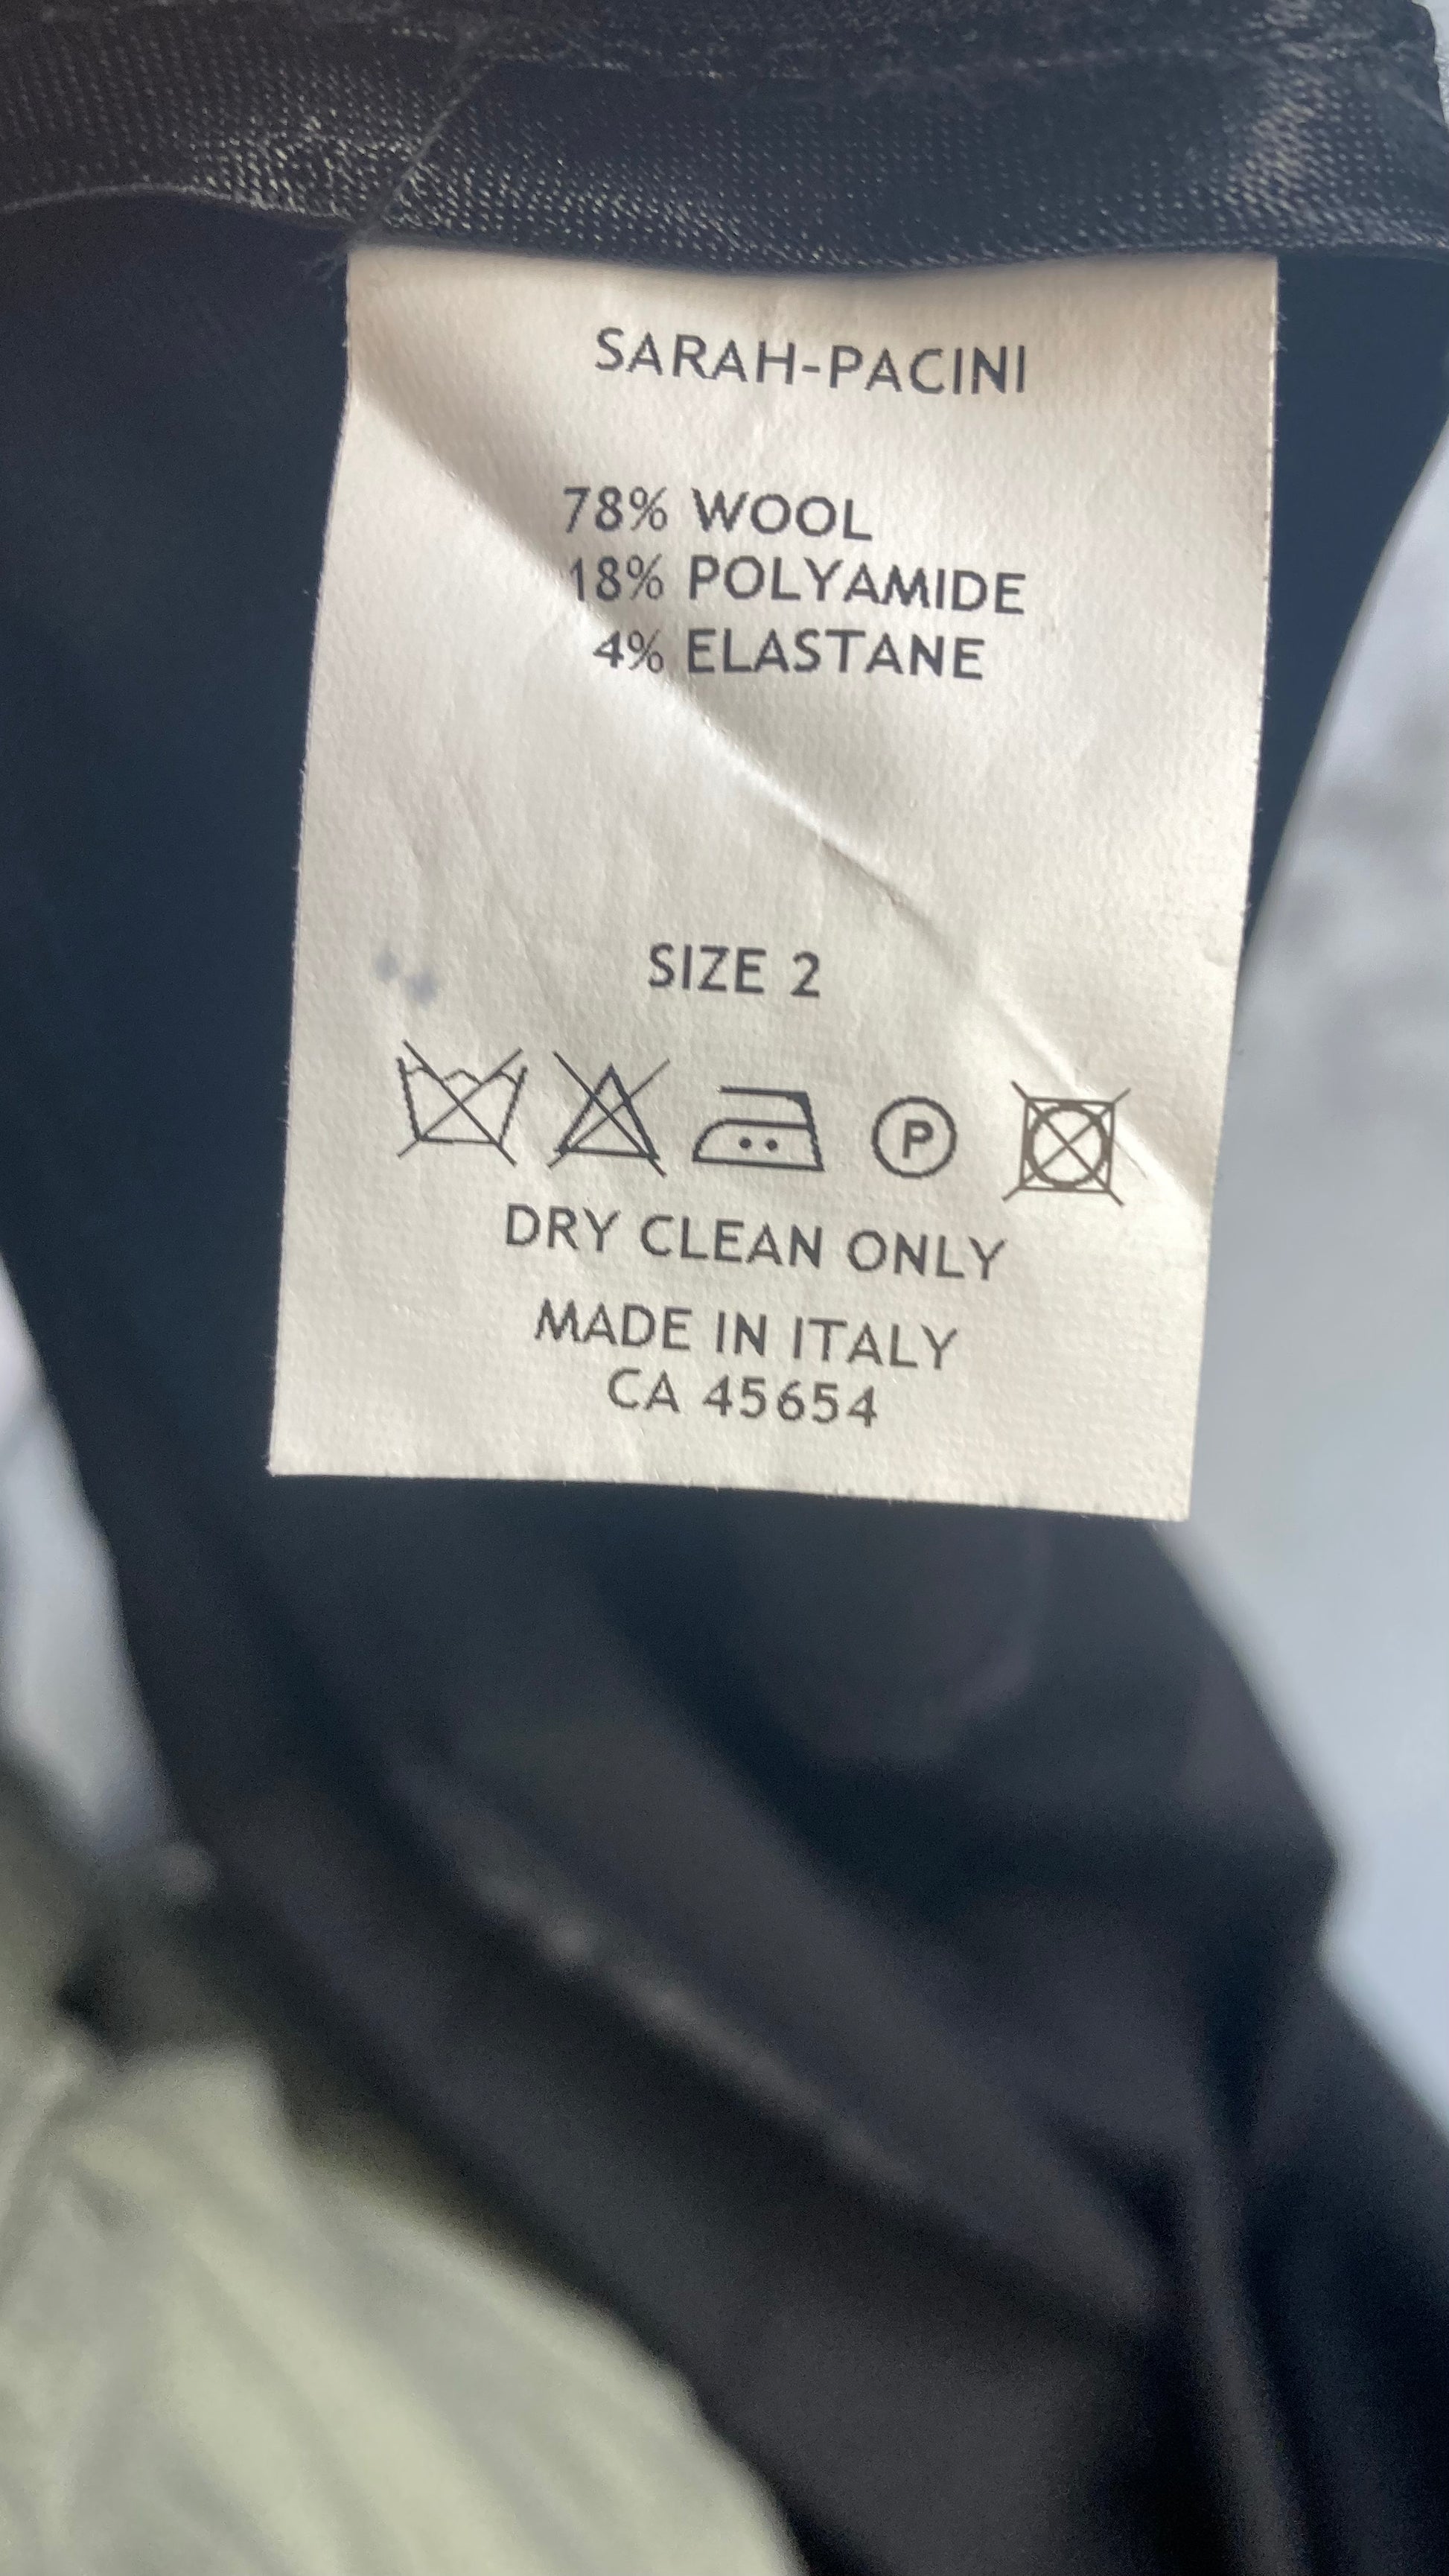 SARAH-PACINI
78% WOOL
18% POLYAMIDE
4% ELASTANE
SIZE 2
P
DRY CLEAN ONLY
MADE IN ITALY
CA 45654